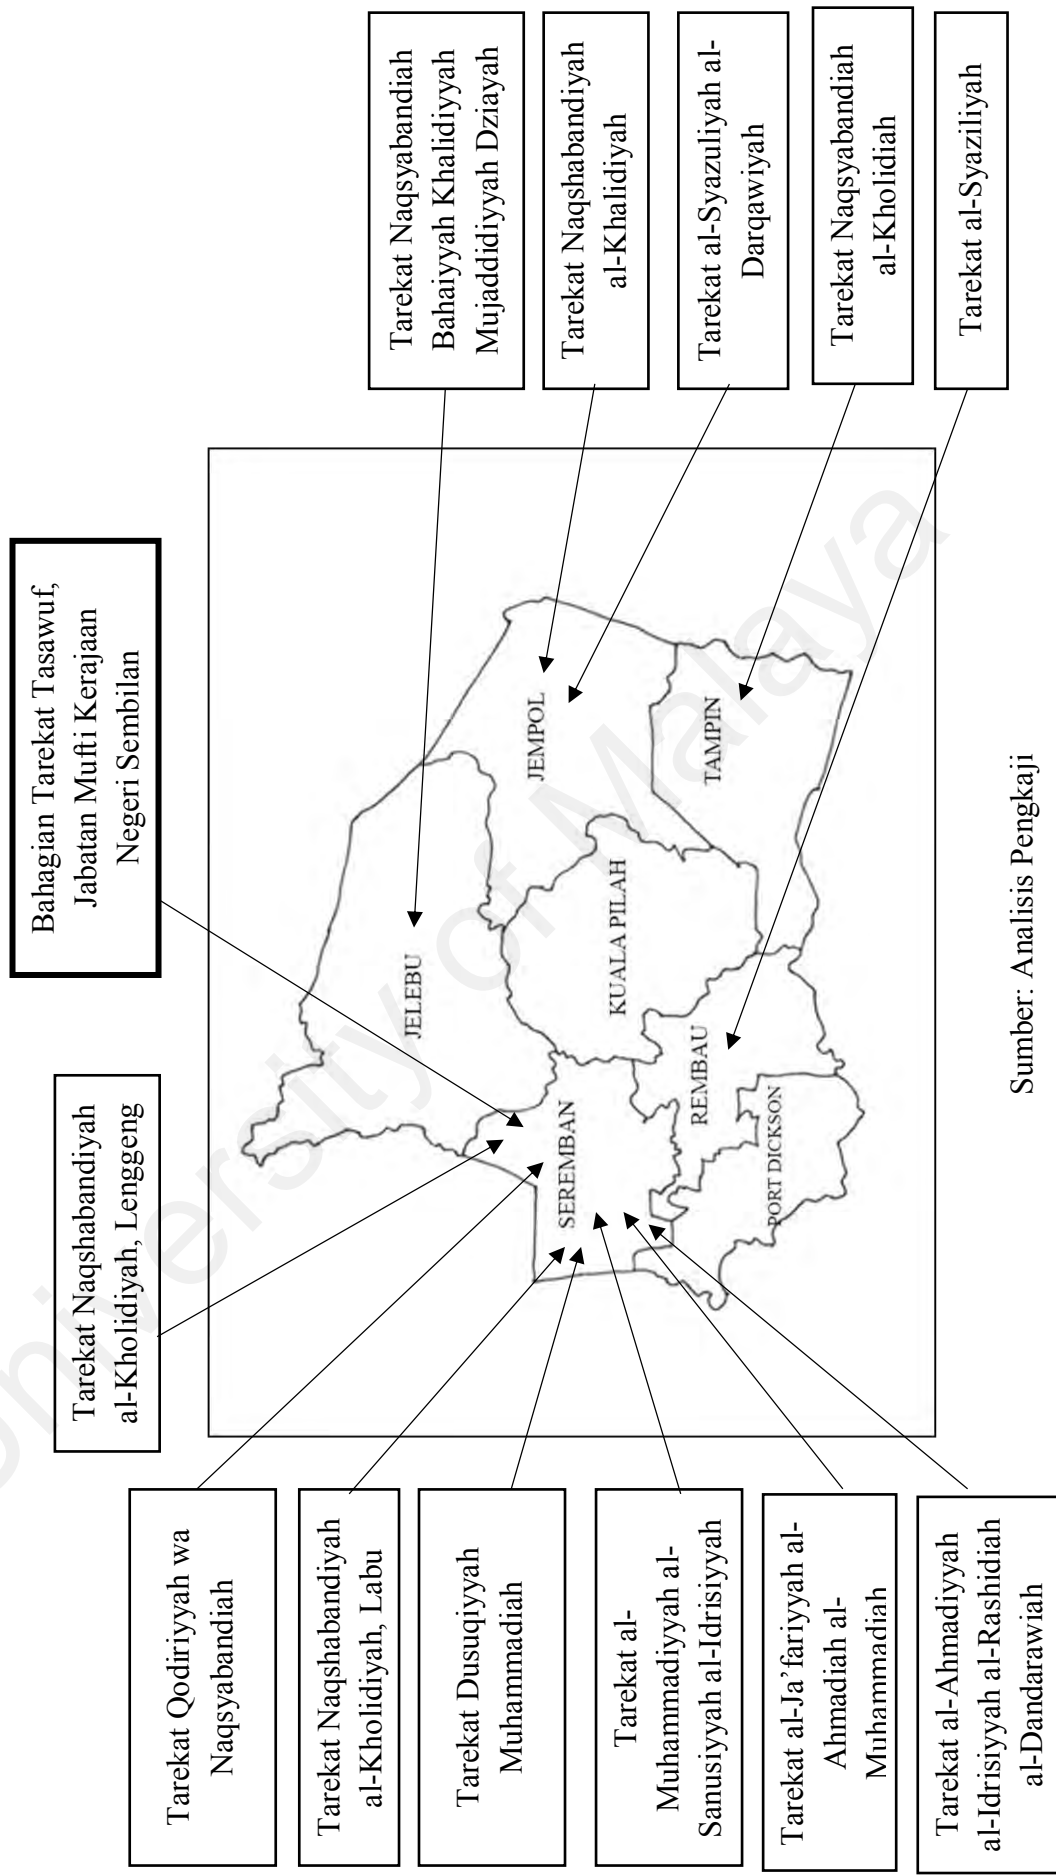 Bahagian Tarekat Tasawuf,
Jabatan Mufti Kerajaan
Negeri Sembilan
Tarekat Naqshabandiyah
al-Kholidiyah, Lenggeng
Tarekat Qodiriyyah wa
Naqsyabandiah
Tarekat Naqshabandiyah
al-Kholidiyah, Labu
Tarekat Dusuqiyyah
Muhammadiah
Tarekat al-
Muhammadiyyah al-
Sanusiyyah al-Idrisiyyah
Tarekat al-Ja’fariyyah al-
Ahmadiah al-
Muhammadiah
Tarekat al-Ahmadiyyah
al-Idrisiyyah al-Rashidiah
al-Dandarawiah
JELEBU
SEREMBAN
JEMPOL
KUALA PILAH
REMBAU
TAMPIN
PORT DICKSON
Tarekat Naqsyabandiah
Bahaiyyah Khalidiyyah
Mujaddidiyyah Dziayah
Tarekat Naqshabandiyah
al-Khalidiyah
Tarekat al-Syazuliyah al-
Darqawiyah
Tarekat Naqsyabandiah
al-Kholidiah
Tarekat al-Syaziliyah
Sumber: Analisis Pengkaji
University of Malaya